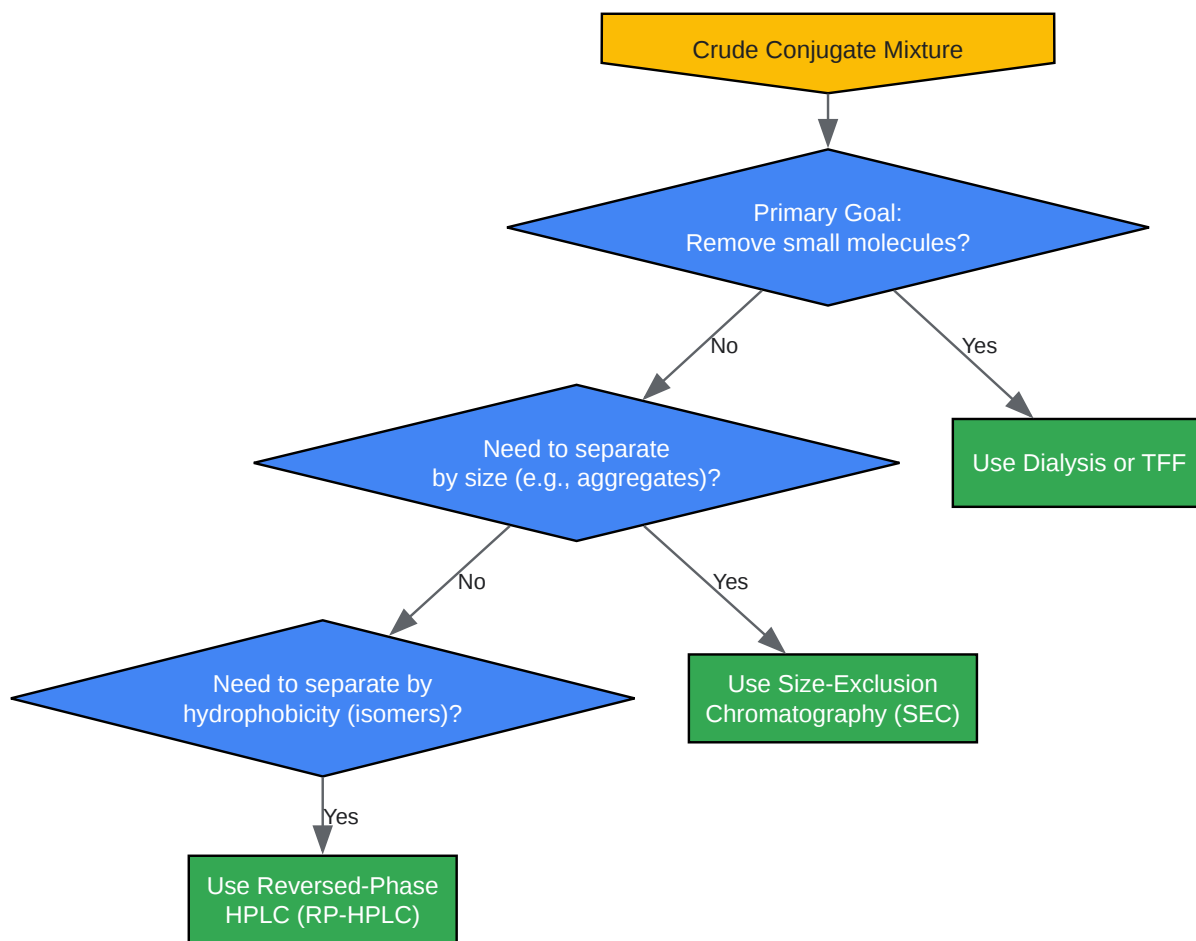 Crude Conjugate Mixture
Primary Goal:
Remove small molecules?
No
Yes
Need to separate
by size (e.g., aggregates)?
Use Dialysis or TFF
No
Yes
Need to separate by
hydrophobicity (isomers)?
Use Size-Exclusion
Chromatography (SEC)
Yes
Use Reversed-Phase
HPLC (RP-HPLC)